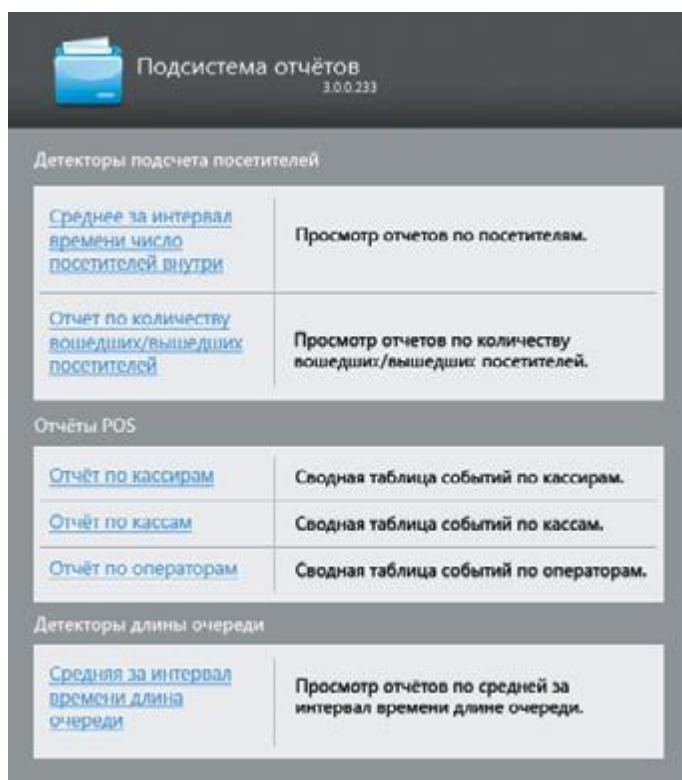 Подсистема отчётов
3.0.0.233
Детекторы подсчета посетителей
Среднее за интервал
времени число
посетителей внутри
Просмотр отчетов по посетителям.
Отчет по количеству
вошедших/вышедших
посетителей
Просмотр отчетов по количеству
вошедших/вышедших посетителей.
Отчёты POS
Отчёт по кассирам
Сводная таблица событий по кассирам.
Отчёт по кассам
Сводная таблица событий по кассам.
Отчёт по операторам
Сводная таблица событий по операторам.
Детекторы длины очереди
Средняя за интервал
времени длина
очереди
Просмотр отчётов по средней за
интервал времени длине очереди.